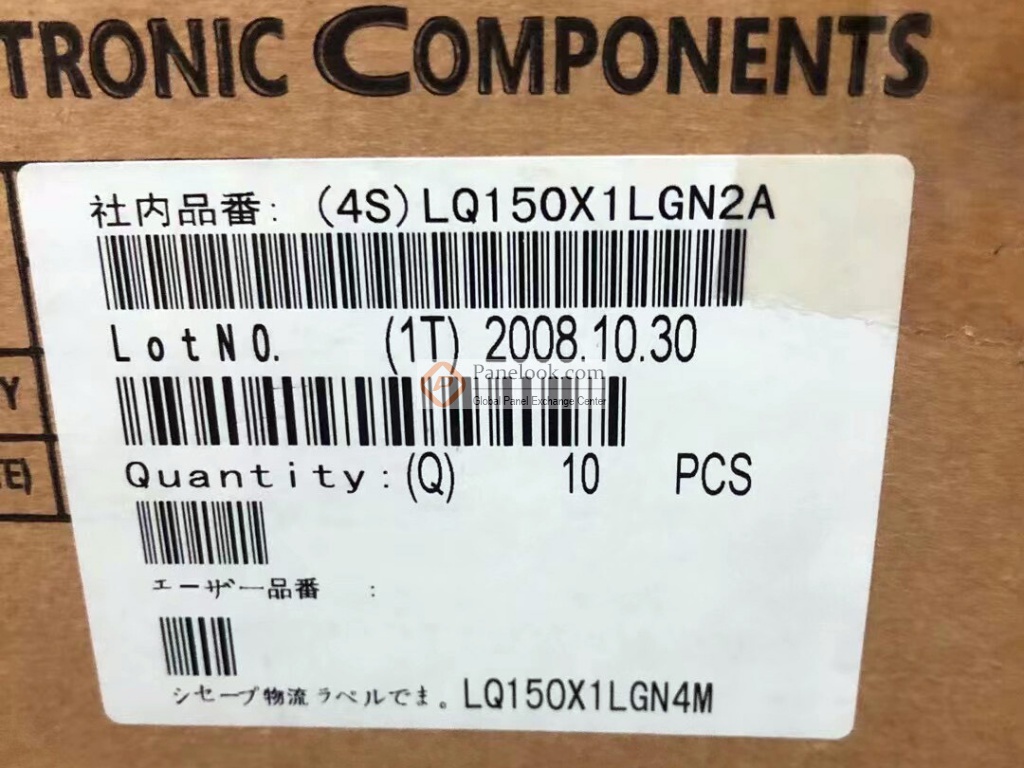 TRONIC COMPONENTS
社内品番: (4S)LQ150X1LGN2A
LotNO. (1T) 2008.10.30
Panelook.com
Global Panel Exchange Center
Y
Quantity:(Q) 10 PCS
E)
エーザー品番 :
シセープ物流ラベルでま。LQ150X1LGN4M